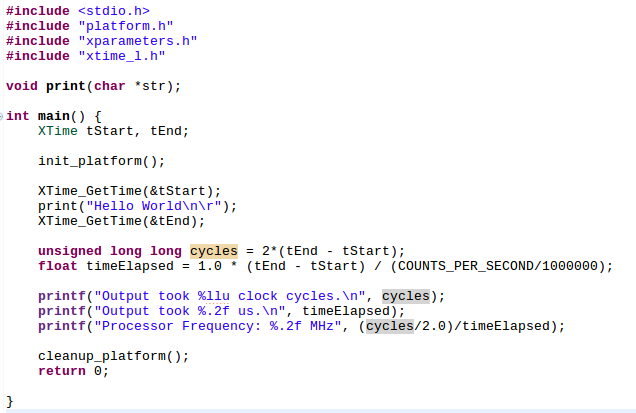 #include <stdio.h>
#include "platform.h"
#include "xparameters.h"
#include "xtime_l.h"
void print(char *str);
int main() {
XTime tStart, tEnd;
init_platform();
XTime_GetTime(&tStart);
print("Hello World\n\r");
XTime_GetTime(&tEnd);
unsigned long long cycles = 2*(tEnd - tStart);
float timeElapsed = 1.0 * (tEnd - tStart) / (COUNTS_PER_SECOND/1000000);
printf("Output took %llu clock cycles.\n", cycles);
printf("Output took %.2f us.\n", timeElapsed);
printf("Processor Frequency: %.2f MHz", (cycles/2.0)/timeElapsed);
cleanup_platform();
return 0;
}